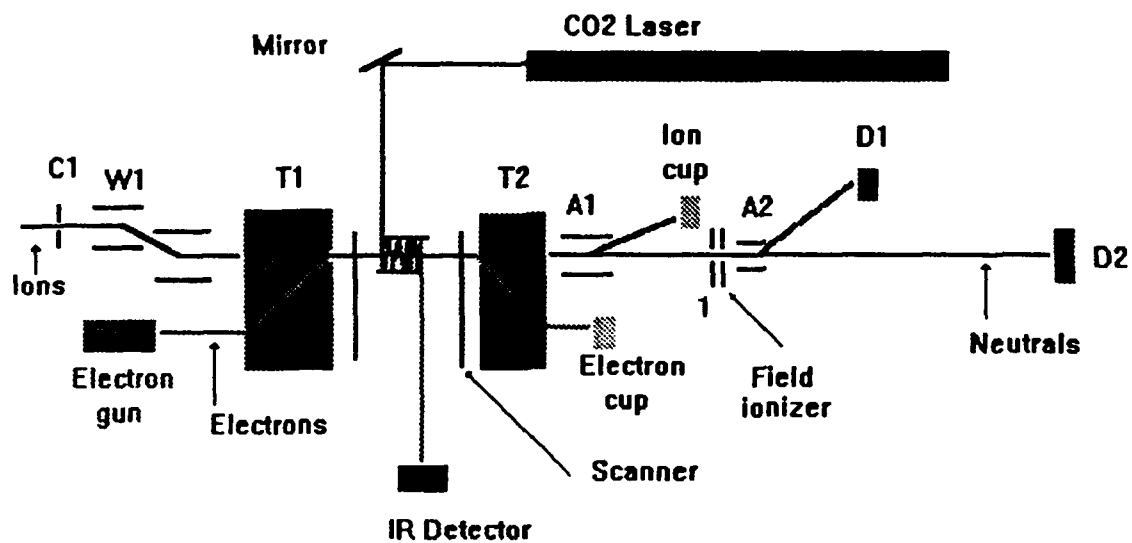 CO2 Laser
Mirror
Ion
cup
D1
C1
W1
T1
T2
A1
A2
Ions
1
D2
Neutrals
Electron
gun
Electrons
Electron
cup
Field
ionizer
Scanner
IR Detector